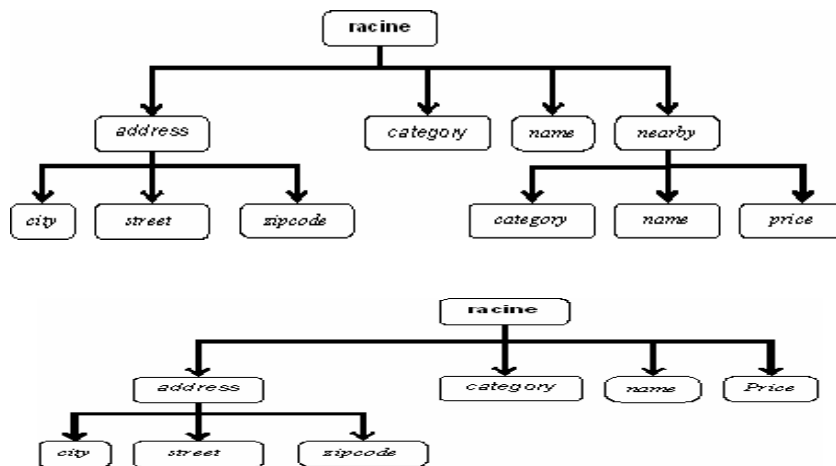 racine
address category name nearby
city street zipcode category name price
racine
address category name Price
city street zipcode